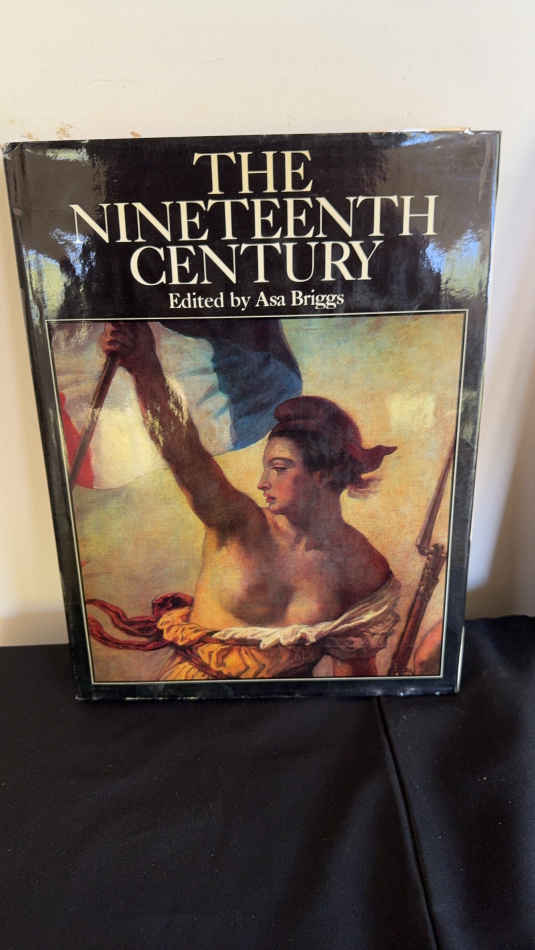 THE
NINETEENTH
CENTURY
Edited by Asa Briggs